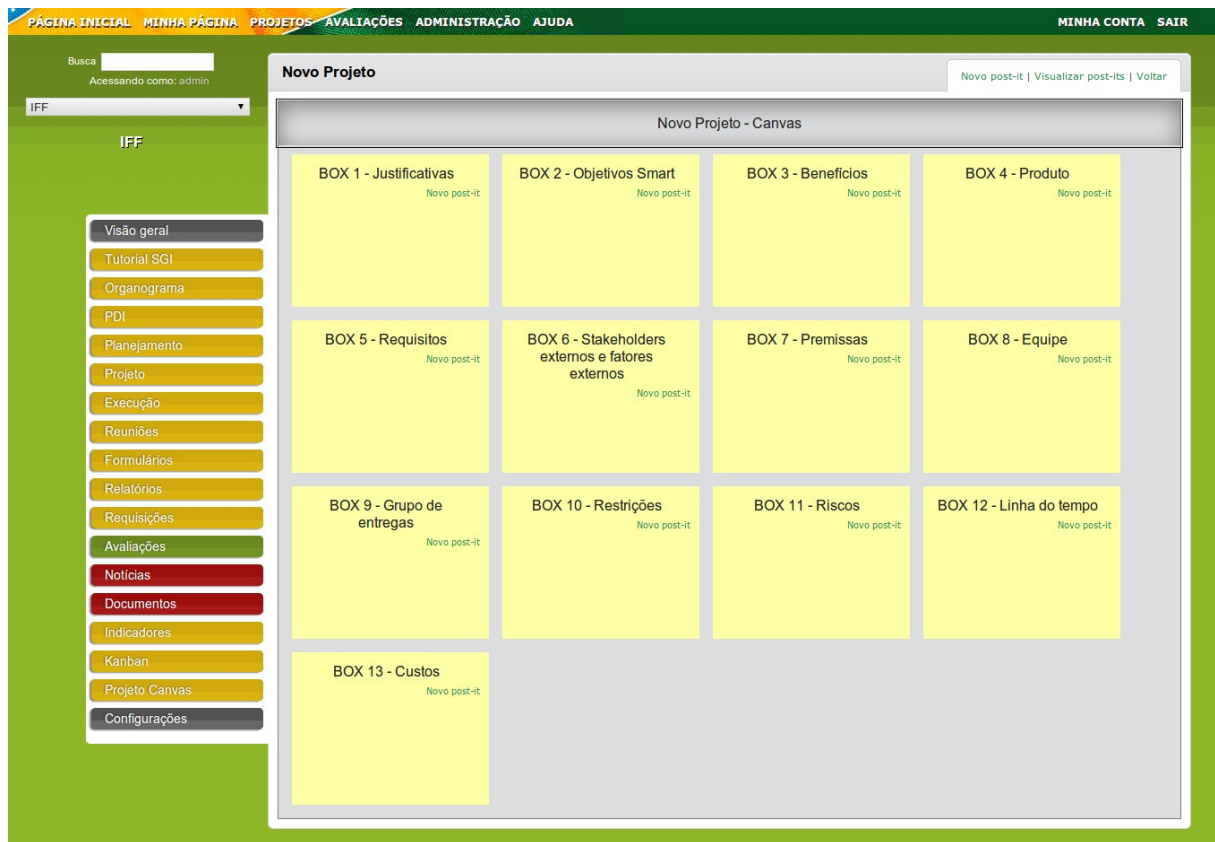 PÁGINA INICIAL MINHA PÁGINA PROJETOS AVALIAÇÕES ADMINISTRAÇÃO AJUDA MINHA CONTA SAIR
Busca
Acessando como: admin
IFF
IFF
Visão geral
Tutorial SGI
Organograma
PDI
Planejamento
Projeto
Execução
Reuniões
Formulários
Relatórios
Requisições
Avaliações
Notícias
Documentos
Indicadores
Kanban
Projeto Canvas
Configurações
Novo Projeto
Novo post-it | Visualizar post-its | Voltar
Novo Projeto - Canvas
BOX 1 - Justificativas
Novo post-it
BOX 2 - Objetivos Smart
Novo post-it
BOX 3 - Benefícios
Novo post-it
BOX 4 - Produto
Novo post-it
BOX 5 - Requisitos
Novo post-it
BOX 6 - Stakeholders
externos e fatores
externos
Novo post-it
BOX 7 - Premissas
Novo post-it
BOX 8 - Equipe
Novo post-it
BOX 9 - Grupo de
entregas
Novo post-it
BOX 10 - Restrições
Novo post-it
BOX 11 - Riscos
Novo post-it
BOX 12 - Linha do tempo
Novo post-it
BOX 13 - Custos
Novo post-it